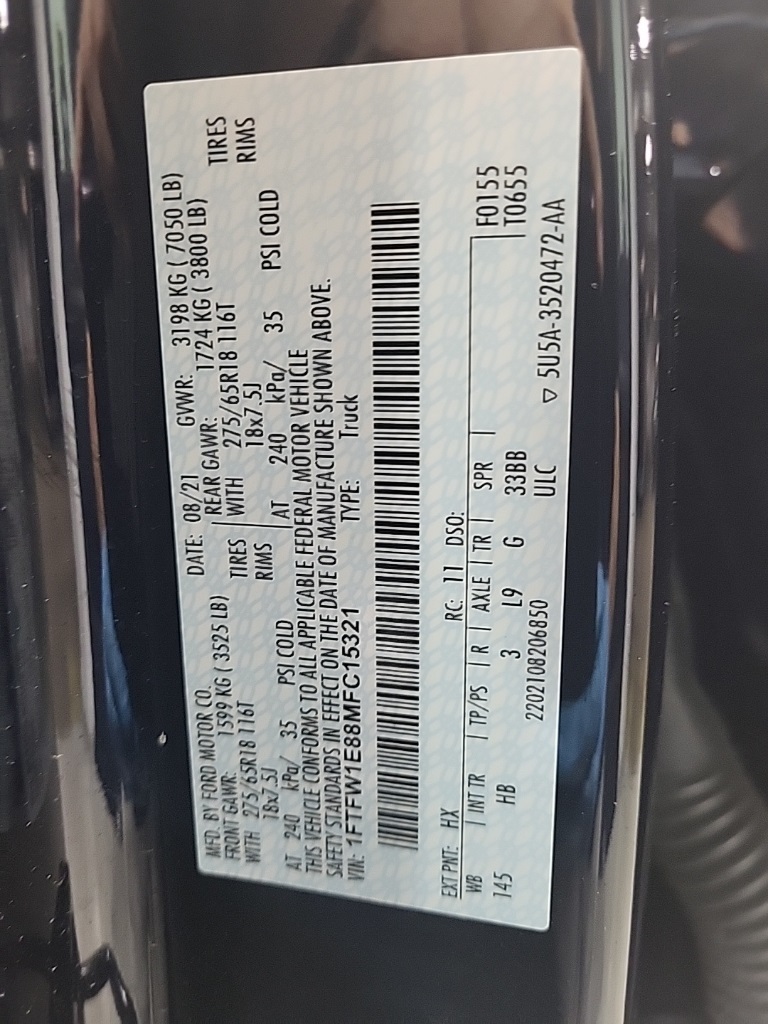 MFD. BY FORD MOTOR CO.
DATE: 08/21 GVWR: 3198 KG ( 7050 LB)
FRONT GAWR: 1599 KG ( 3525 LB)
REAR GAWR: 1724 KG ( 3800 LB)
WITH 275/65R18 116T TIRES
WITH 275/65R18 116T TIRES
18x7.5J RIMS
18x7.5J RIMS
AT 240 kPa/ 35 PSI COLD
AT 240 kPa/ 35 PSI COLD
THIS VEHICLE CONFORMS TO ALL APPLICABLE FEDERAL MOTOR VEHICLE
SAFETY STANDARDS IN EFFECT ON THE DATE OF MANUFACTURE SHOWN ABOVE.
VIN: 1FTFW1E88MFC15321 TYPE: Truck
EXT PNT: HX RC: 11 DSO:
WB INT TR TP/PS R AXLE TR SPR F0155
145 HB 3 L9 G 33BB T0655
2202108206850 ULC
▽ 5U5A-3520472-AA